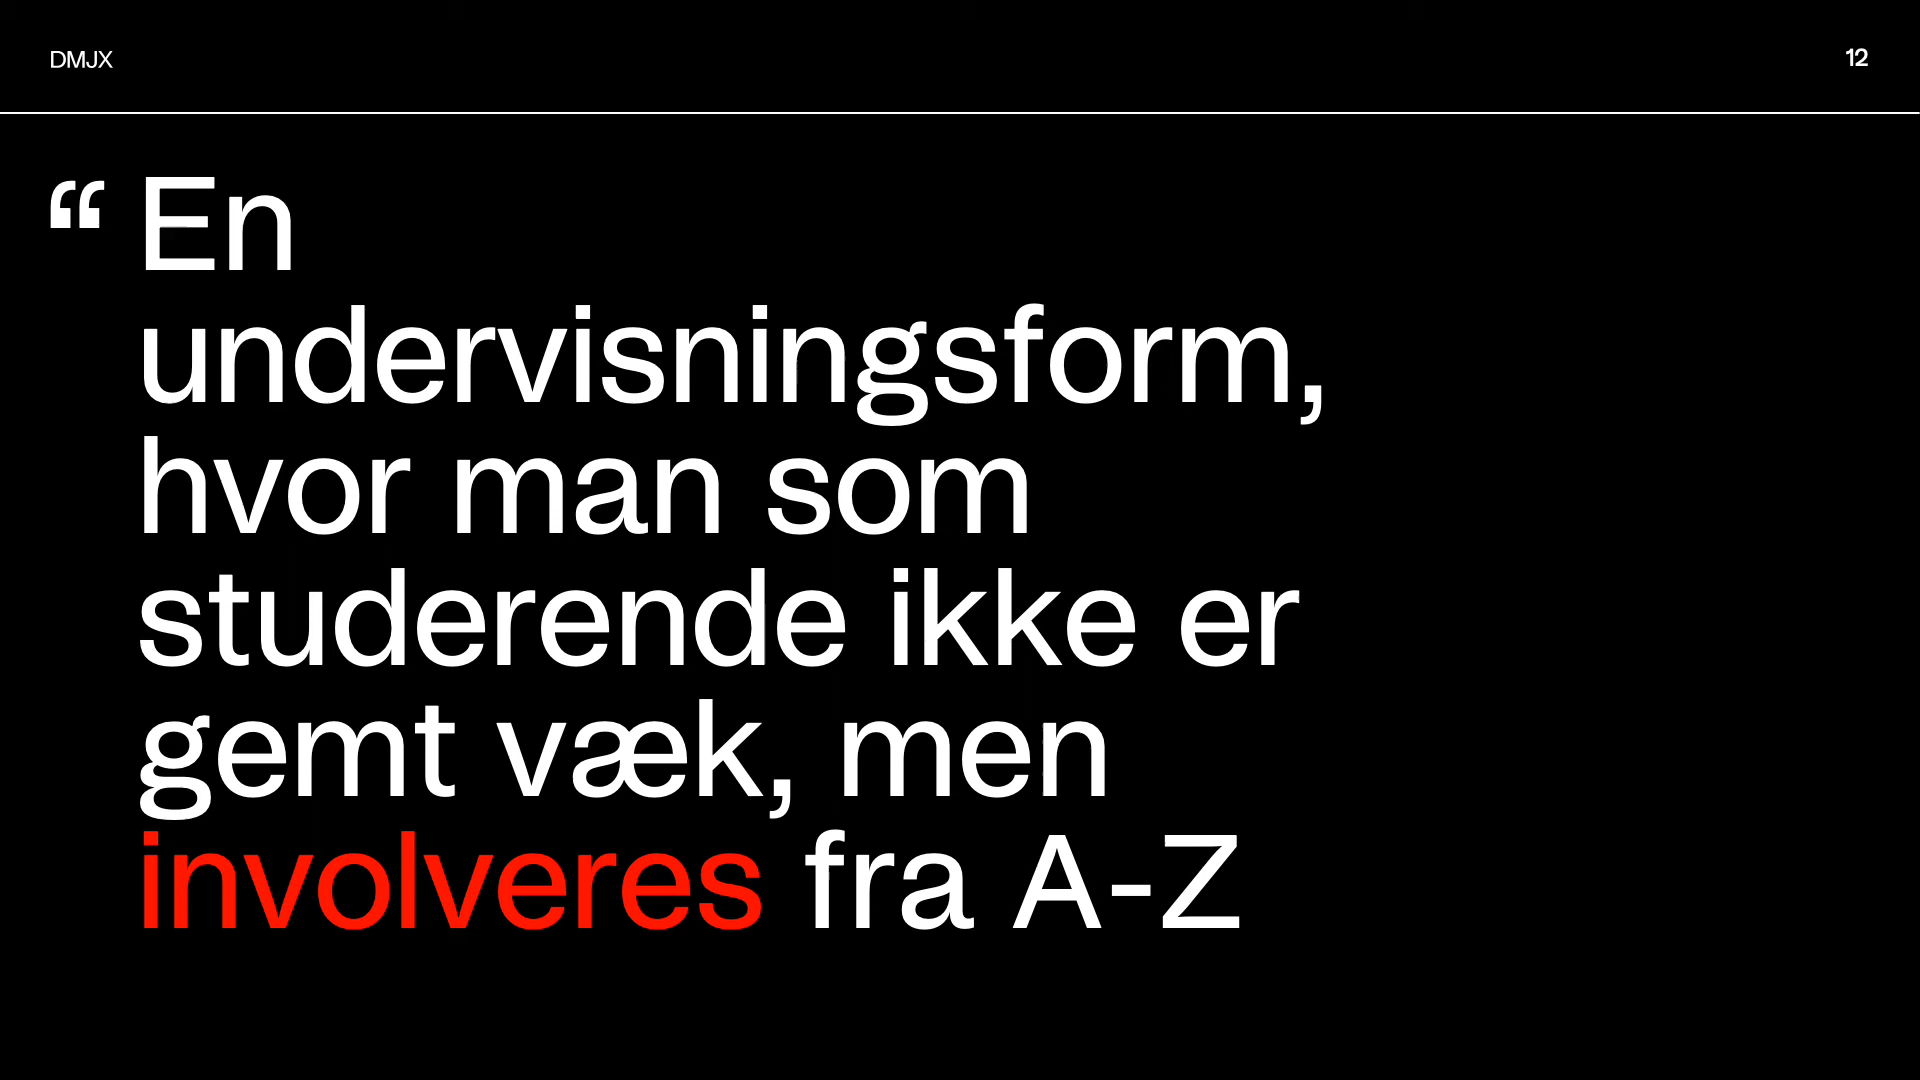 DMJX
12
“ En
undervisningsform,
hvor man som
studerende ikke er
gemt væk, men
involveres fra A-Z